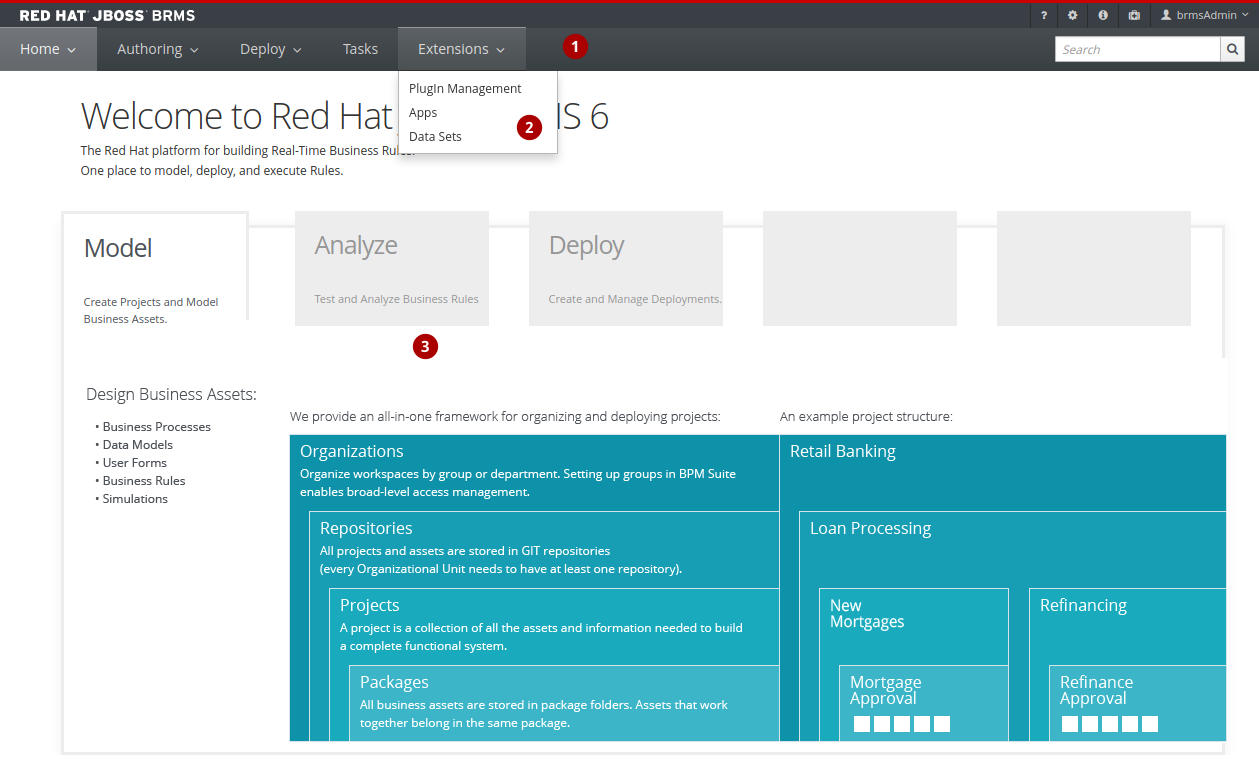 RED HAT JBOSS BRMS
? brmsAdmin
Home Authoring Deploy Tasks Extensions 1 Search
PlugIn Management
Apps
Data Sets
2
Welcome to Red Hat IS 6
The Red Hat platform for building Real-Time Business Rules.
One place to model, deploy, and execute Rules.
Model
Create Projects and Model
Business Assets.
Analyze
Test and Analyze Business Rules
Deploy
Create and Manage Deployments.
3
Design Business Assets:
• Business Processes
• Data Models
• User Forms
• Business Rules
• Simulations
We provide an all-in-one framework for organizing and deploying projects:
Organizations
Organize workspaces by group or department. Setting up groups in BPM Suite
enables broad-level access management.
Repositories
All projects and assets are stored in GIT repositories
(every Organizational Unit needs to have at least one repository).
Projects
A project is a collection of all the assets and information needed to build
a complete functional system.
Packages
All business assets are stored in package folders. Assets that work
together belong in the same package.
An example project structure:
Retail Banking
Loan Processing
New
Mortgages
Mortgage
Approval
Refinancing
Refinance
Approval